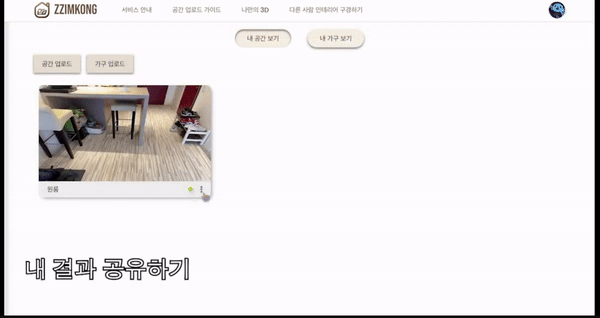 ZZIMKONG
서비스 안내
공간 업로드 가이드
나만의 3D
다른 사람 인테리어 구경하기
내 공간 보기
내 가구 보기
공간 업로드
가구 업로드
원룸
내 결과 공유하기